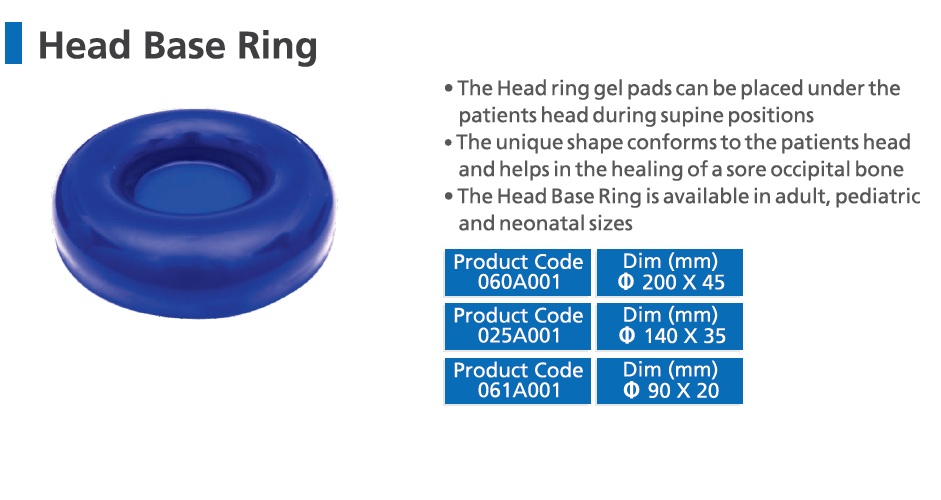 Head Base Ring
• The Head ring gel pads can be placed under the
patients head during supine positions
• The unique shape conforms to the patients head
and helps in the healing of a sore occipital bone
• The Head Base Ring is available in adult, pediatric
and neonatal sizes
Product Code
060A001
Dim (mm)
Φ 200 X 45
Product Code
025A001
Dim (mm)
Φ 140 X 35
Product Code
061A001
Dim (mm)
Φ 90 X 20